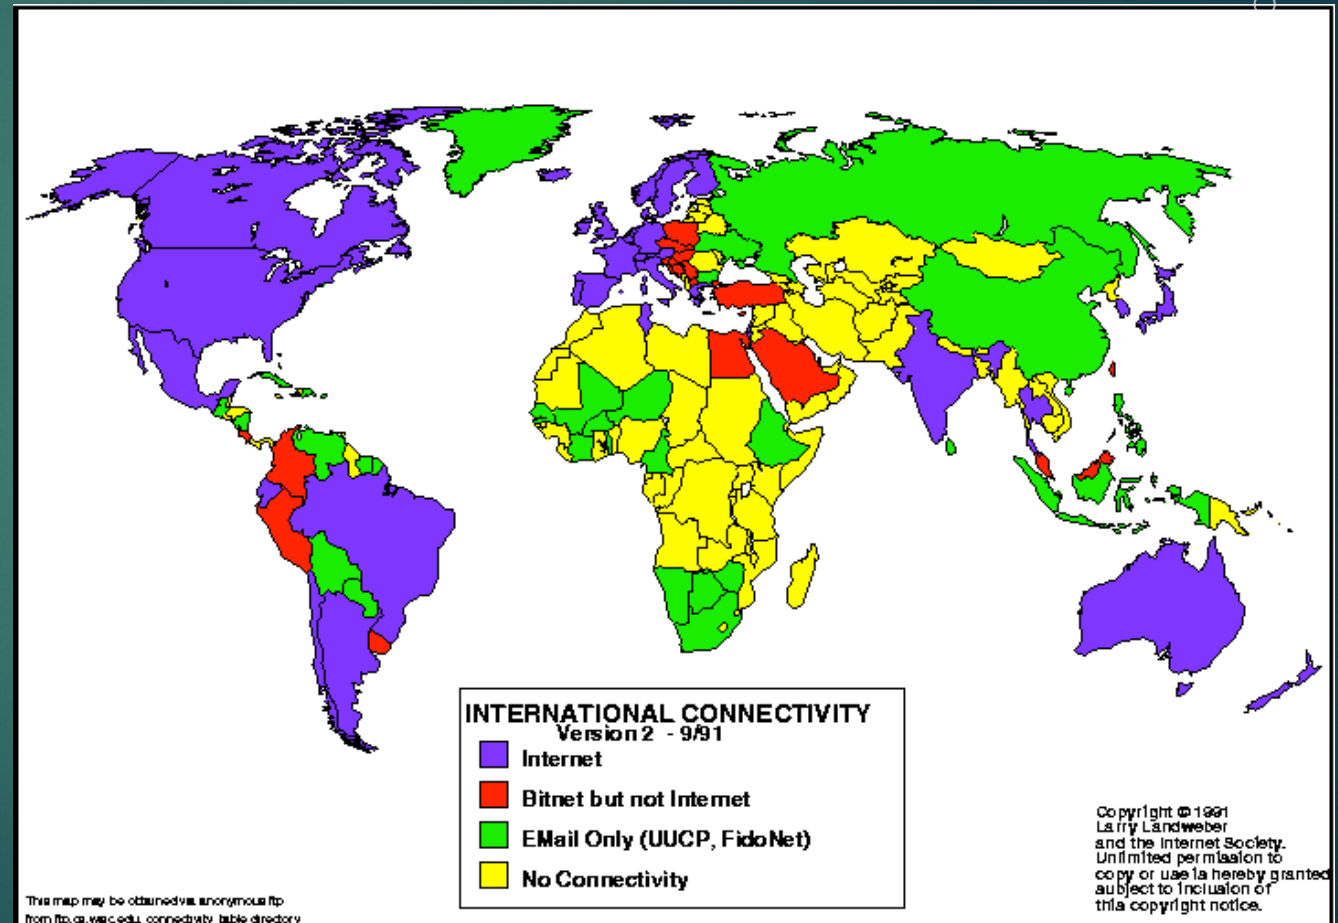 INTERNATIONAL CONNECTIVITY
Version 2 - 9/91
Internet
Bitnet but not Internet
EMail Only (UUCP, FidoNet)
No Connectivity
Copyright © 1991
Larry Landweber
and the Internet Society.
Unlimited permission to
copy or use is hereby granted
subject to inclusion of
this copyright notice.
This map may be obtained via anonymous ftp
from ftp.cs.wisc.edu, connectivity table directory